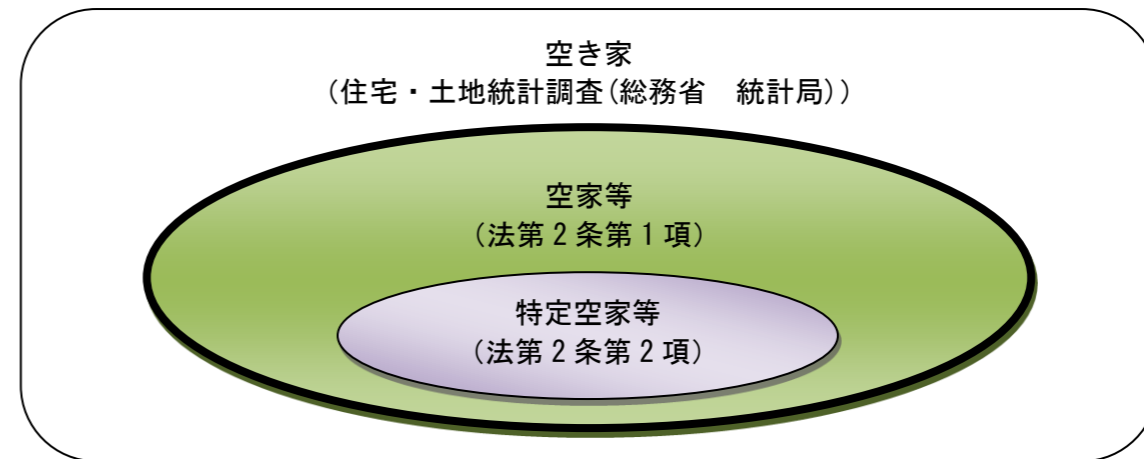 空き家
（住宅・土地統計調査(総務省　統計局)）
空家等
（法第２条第１項）
特定空家等
（法第２条第２項）